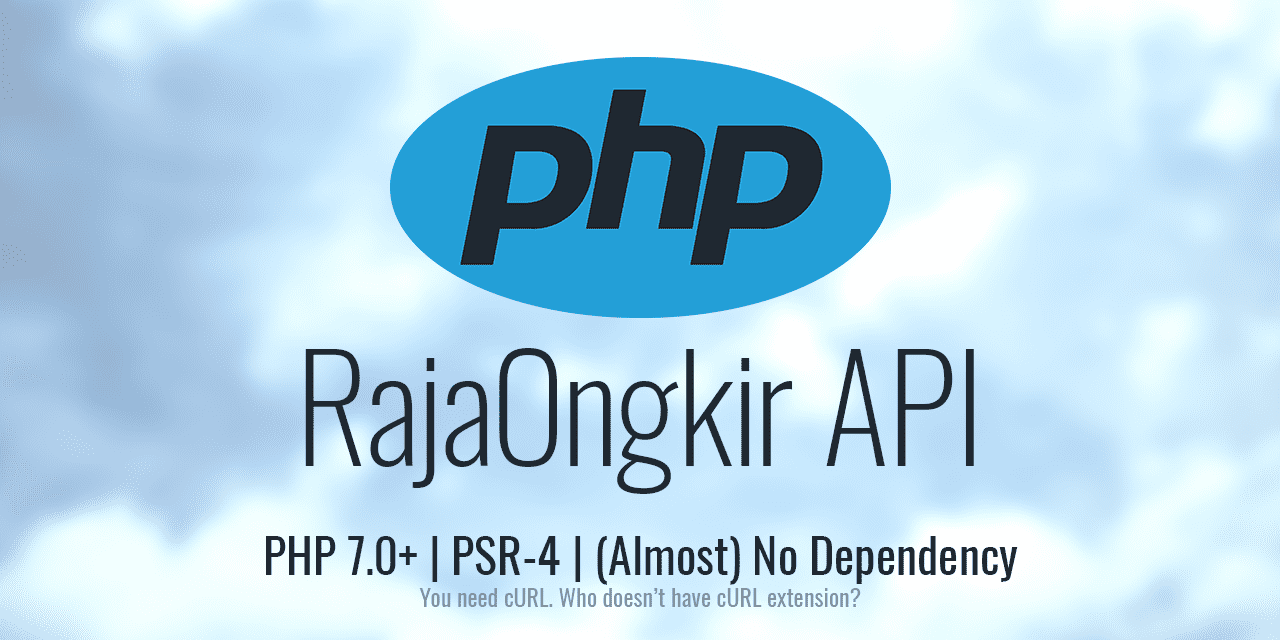 php
RajaOngkir API
PHP 7.0+ | PSR-4 | (Almost) No Dependency
You need cURL. Who doesn’t have cURL extension?